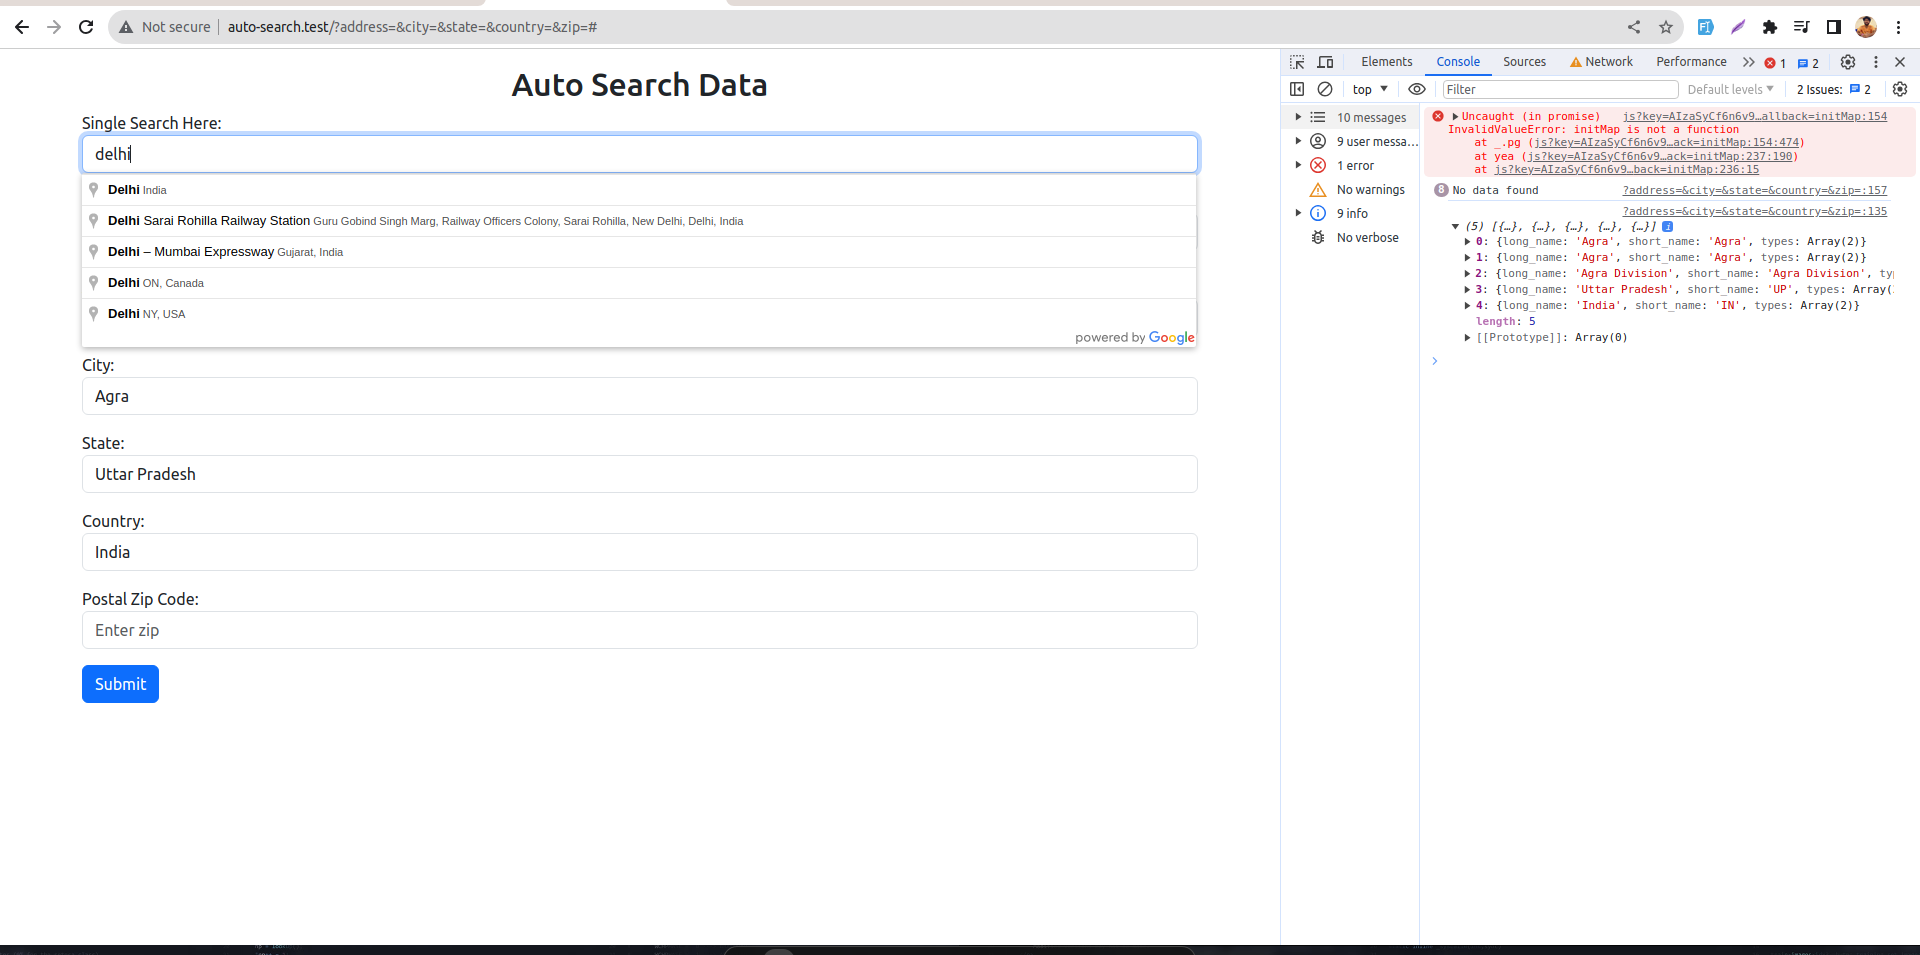 Not secure
auto-search.test/?address=&city=&state=&country=&zip=#
Auto Search Data
Single Search Here:
delhi
Delhi India
Delhi Sarai Rohilla Railway Station Guru Gobind Singh Marg, Railway Officers Colony, Sarai Rohilla, New Delhi, Delhi, India
Delhi – Mumbai Expressway Gujarat, India
Delhi ON, Canada
Delhi NY, USA
powered by Google
City:
Agra
State:
Uttar Pradesh
Country:
India
Postal Zip Code:
Enter zip
Submit
Elements Console Sources Network Performance 1 2
top Filter Default levels 2 Issues: 2
10 messages
9 user messa...
1 error
No warnings
9 info
No verbose
Uncaught (in promise) js?key=AIzaSyCf6n6v9…allback=initMap:154
InvalidValueError: initMap is not a function
at _.pg (js?key=AIzaSyCf6n6v9…ack=initMap:154:474)
at yea (js?key=AIzaSyCf6n6v9…ack=initMap:237:190)
at js?key=AIzaSyCf6n6v9…back=initMap:236:15
8 No data found ?address=&city=&state=&country=&zip=:157
?address=&city=&state=&country=&zip=:135
(5) [{…}, {…}, {…}, {…}, {…}] i
0: {long_name: 'Agra', short_name: 'Agra', types: Array(2)}
1: {long_name: 'Agra', short_name: 'Agra', types: Array(2)}
2: {long_name: 'Agra Division', short_name: 'Agra Division', ty
3: {long_name: 'Uttar Pradesh', short_name: 'UP', types: Array(
4: {long_name: 'India', short_name: 'IN', types: Array(2)}
length: 5
[[Prototype]]: Array(0)